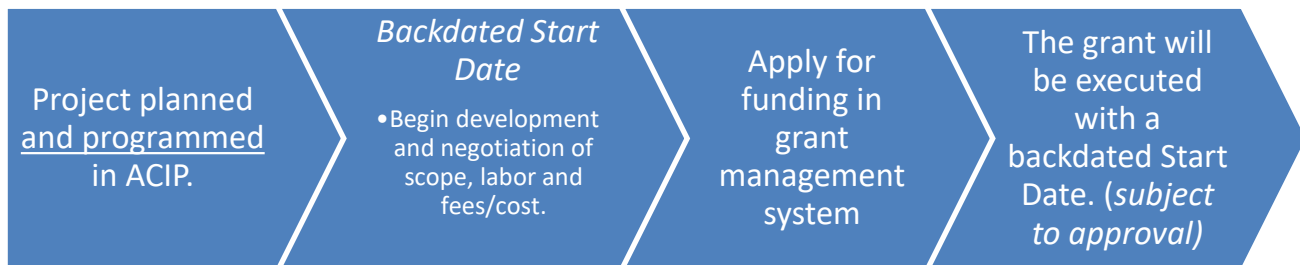 Project planned
and programmed
in ACIP.
Backdated Start
Date
•Begin development
and negotiation of
scope, labor and
fees/cost.
Apply for
funding in
grant
management
system
The grant will
be executed
with a
backdated Start
Date. (subject
to approval)